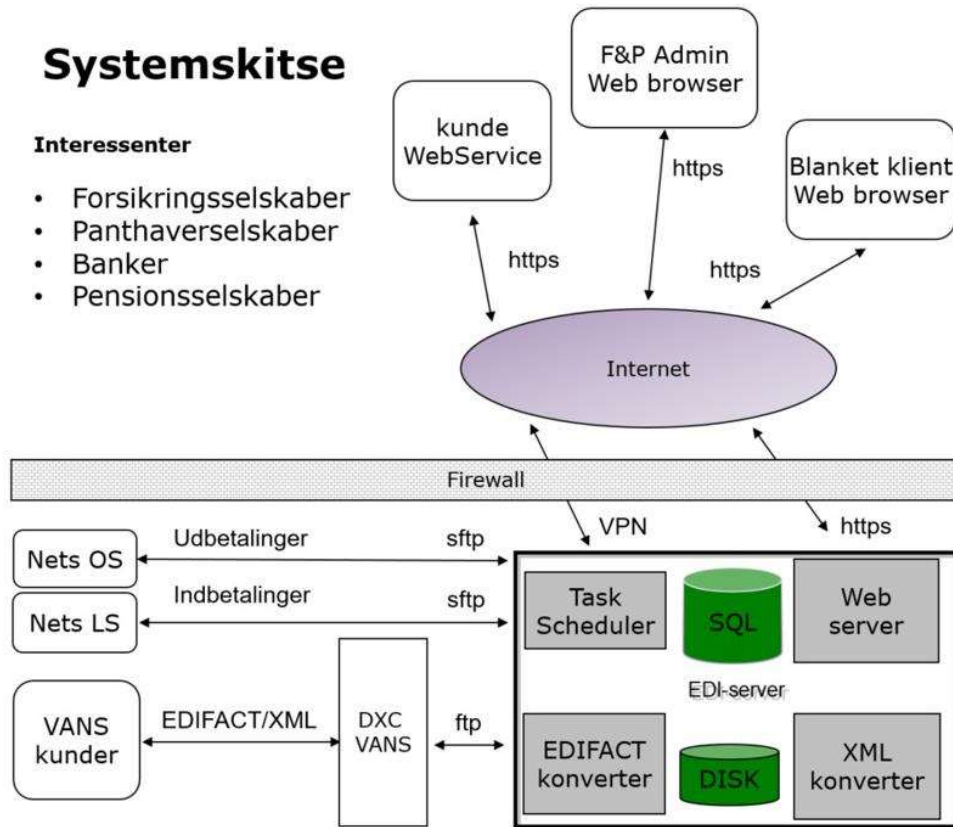 Systemskitse
Interessenter
• Forsikringsselskaber
• Panthaverselskaber
• Banker
• Pensionsselskaber
kunde
WebService
F&P Admin
Web browser
Blanket klient
Web browser
https
https
https
Internet
Firewall
VPN
https
Nets OS
Udbetalinger
sftp
Nets LS
Indbetalinger
sftp
VANS
kunder
EDIFACT/XML
DXC
VANS
ftp
Task
Scheduler
SQL
Web
server
EDI-server
EDIFACT
konverter
DISK
XML
konverter